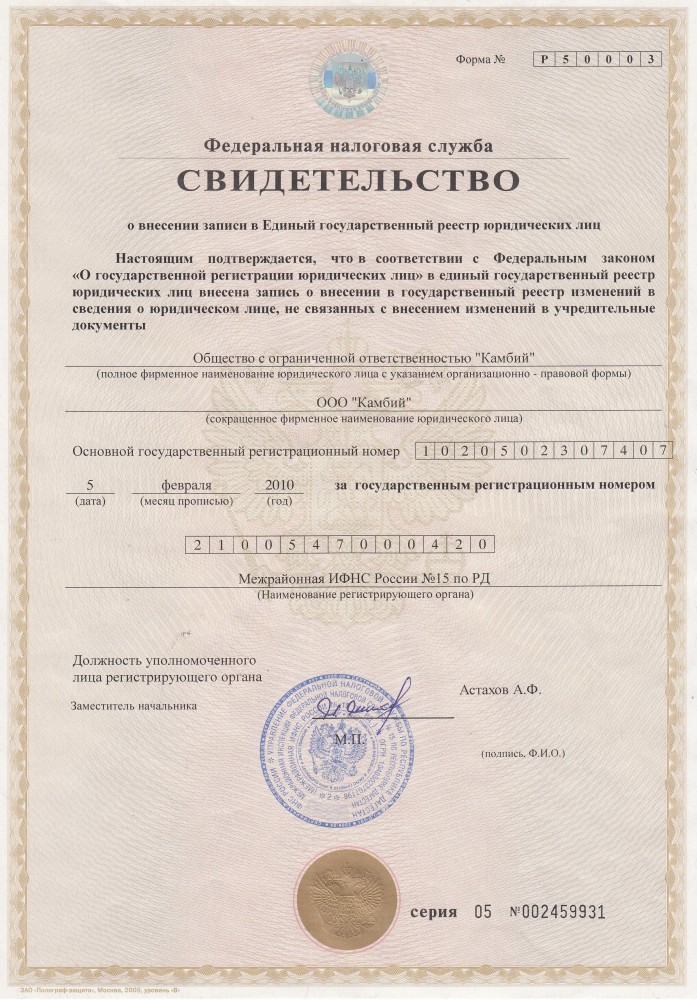 Форма № Р 5 0 0 0 3
Федеральная налоговая служба
СВИДЕТЕЛЬСТВО
о внесении записи в Единый государственный реестр юридических лиц
Настоящим подтверждается, что в соответствии с Федеральным законом
«О государственной регистрации юридических лиц» в единый государственный реестр
юридических лиц внесена запись о внесении в государственный реестр изменений в
сведения о юридическом лице, не связанных с внесением изменений в учредительные
документы
Общество с ограниченной ответственностью "Камбий"
(полное фирменное наименование юридического лица с указанием организационно - правовой формы)
ООО "Камбий"
(сокращенное фирменное наименование юридического лица)
Основной государственный регистрационный номер 1 0 2 0 5 0 2 3 0 7 4 0 7
5 февраля 2010 за государственным регистрационным номером
(дата) (месяц прописью) (год)
2 1 0 0 5 4 7 0 0 0 4 2 0
Межрайонная ИФНС России №15 по РД
(Наименование регистрирующего органа)
Должность уполномоченного
лица регистрирующего органа
Астахов А.Ф.
Заместитель начальника
М.П.
(подпись, Ф.И.О.)
серия 05 №002459931
ЗАО «Полиграф-защита», Москва, 2009, уровень «В»